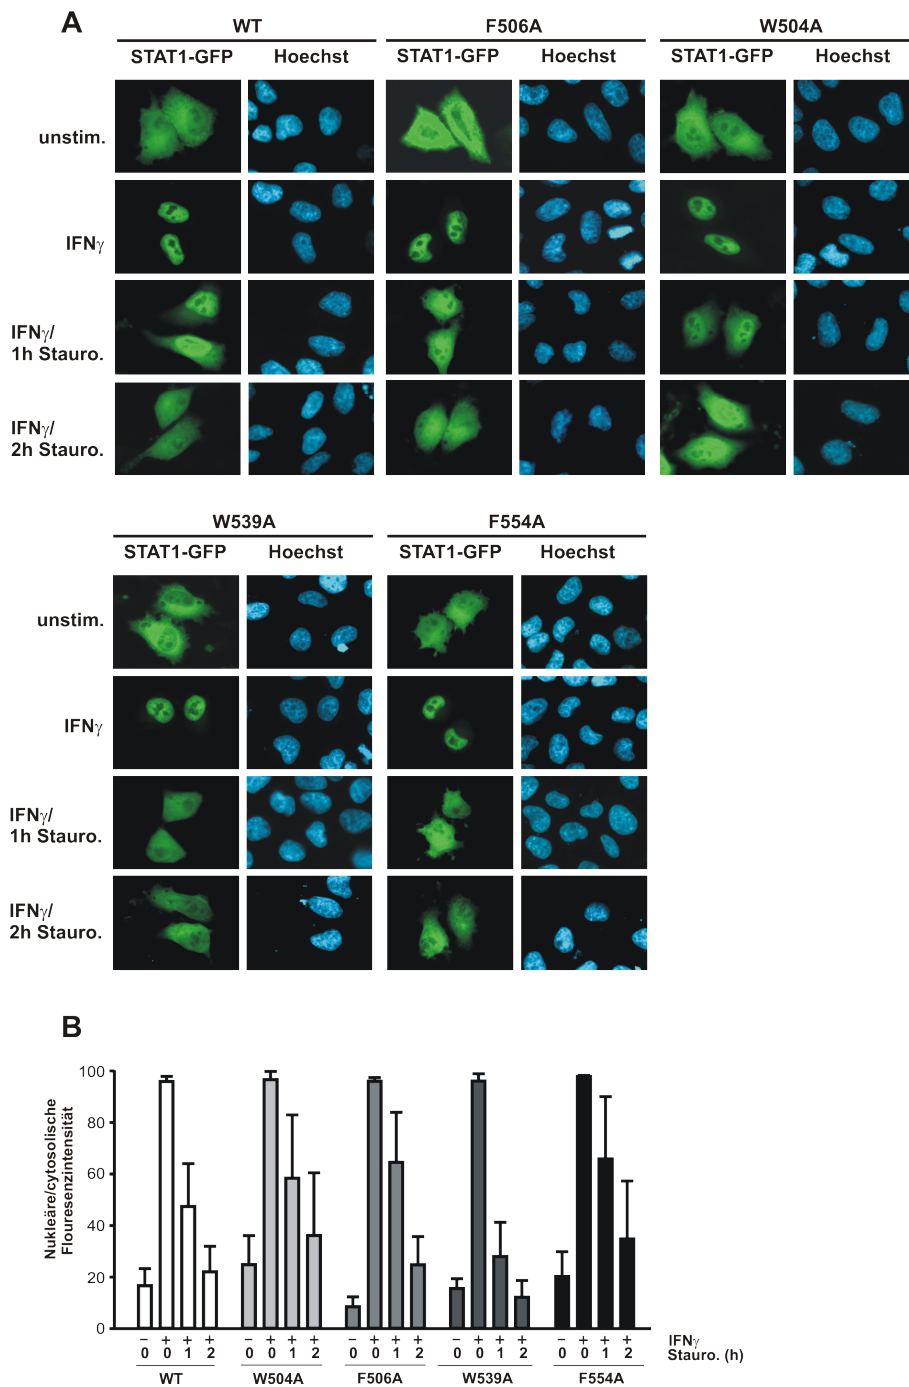 A
WT F506A W504A
STAT1-GFP Hoechst STAT1-GFP Hoechst STAT1-GFP Hoechst
unstim.
IFNγ
IFNγ/
1h Stauro.
IFNγ/
2h Stauro.
W539A F554A
STAT1-GFP Hoechst STAT1-GFP Hoechst
unstim.
IFNγ
IFNγ/
1h Stauro.
IFNγ/
2h Stauro.
B
Nukleäre/cytosolische
Flouresenzintensität
100
80
60
40
20
0
– + + + – + + + – + + + – + + + – + + + IFNγ
0 0 1 2 0 0 1 2 0 0 1 2 0 0 1 2 0 0 1 2 Stauro. (h)
WT W504A F506A W539A F554A